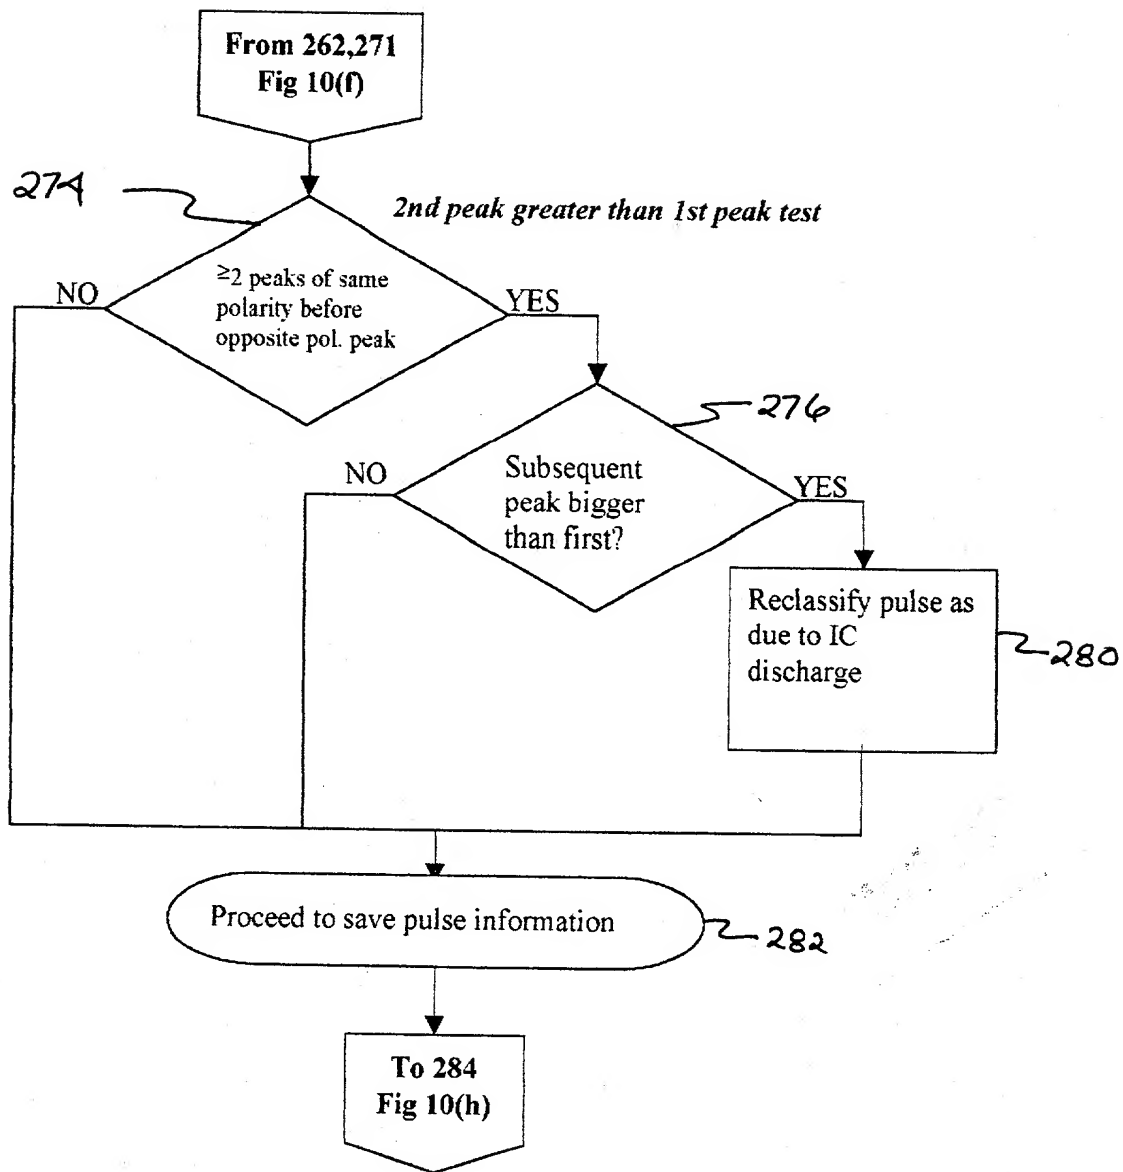 From 262,271
Fig 10(f)
274
2nd peak greater than 1st peak test
≥2 peaks of same
polarity before
opposite pol. peak
NO
YES
276
NO
Subsequent
peak bigger
than first?
YES
Reclassify pulse as
due to IC
discharge
280
Proceed to save pulse information
282
To 284
Fig 10(h)